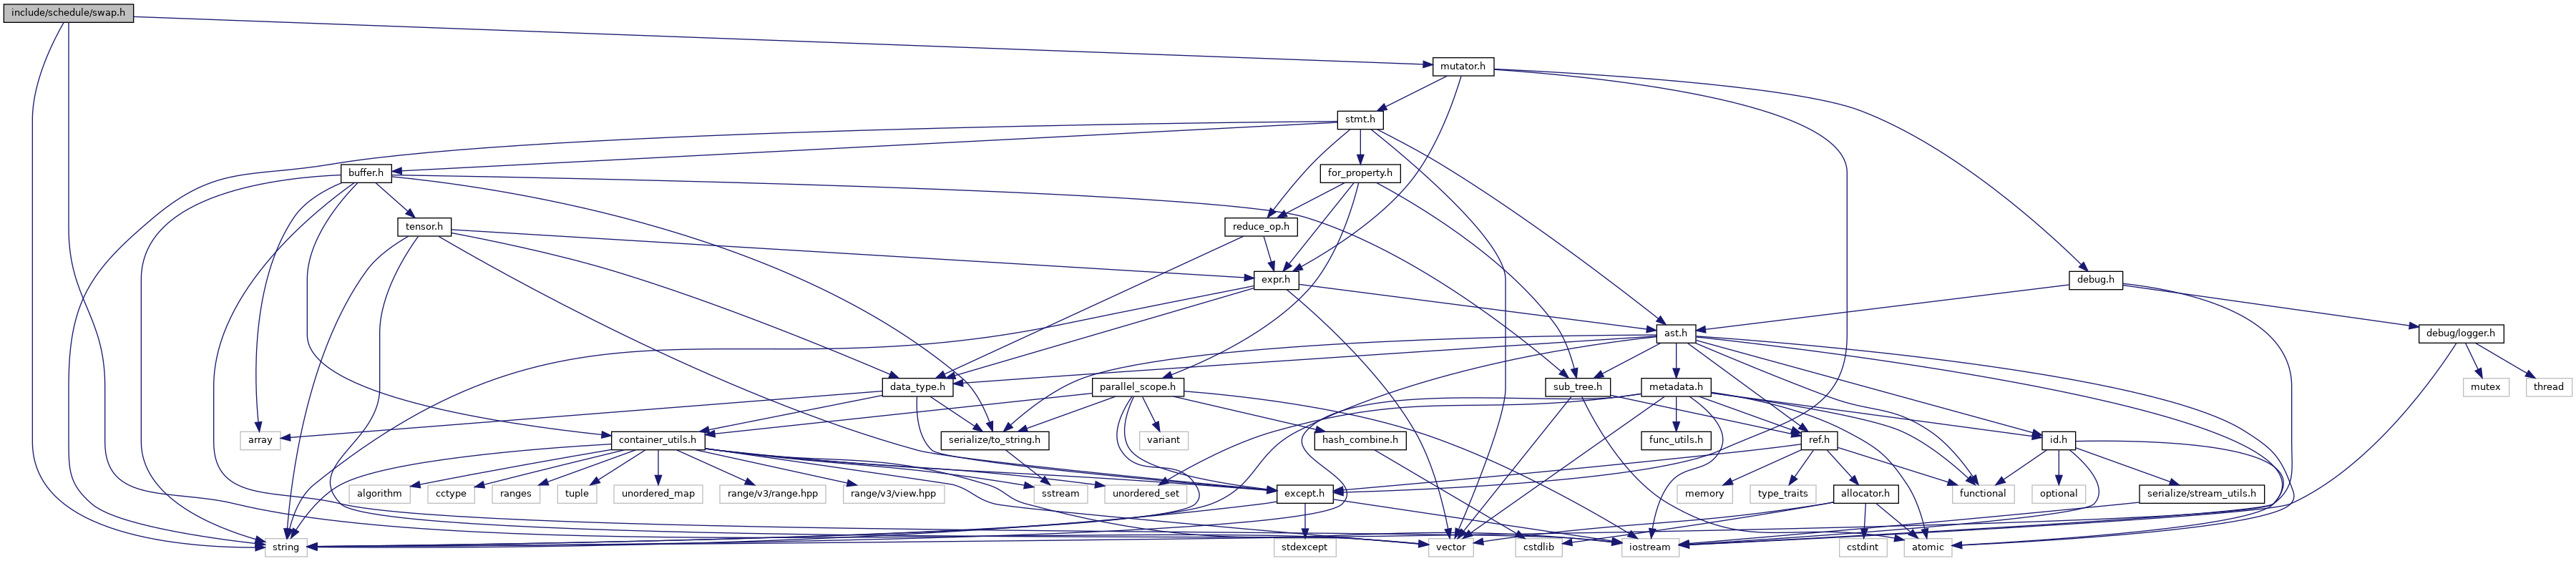 include/schedule/swap.h
mutator.h
stmt.h
buffer.h
for_property.h
tensor.h
reduce_op.h
expr.h
debug.h
ast.h
debug/logger.h
data_type.h
parallel_scope.h
sub_tree.h
metadata.h
mutex
thread
array
container_utils.h
serialize/to_string.h
variant
hash_combine.h
func_utils.h
ref.h
id.h
algorithm
cctype
ranges
tuple
unordered_map
range/v3/range.hpp
range/v3/view.hpp
sstream
unordered_set
except.h
memory
type_traits
allocator.h
functional
optional
serialize/stream_utils.h
string
stdexcept
vector
cstdlib
iostream
cstdint
atomic